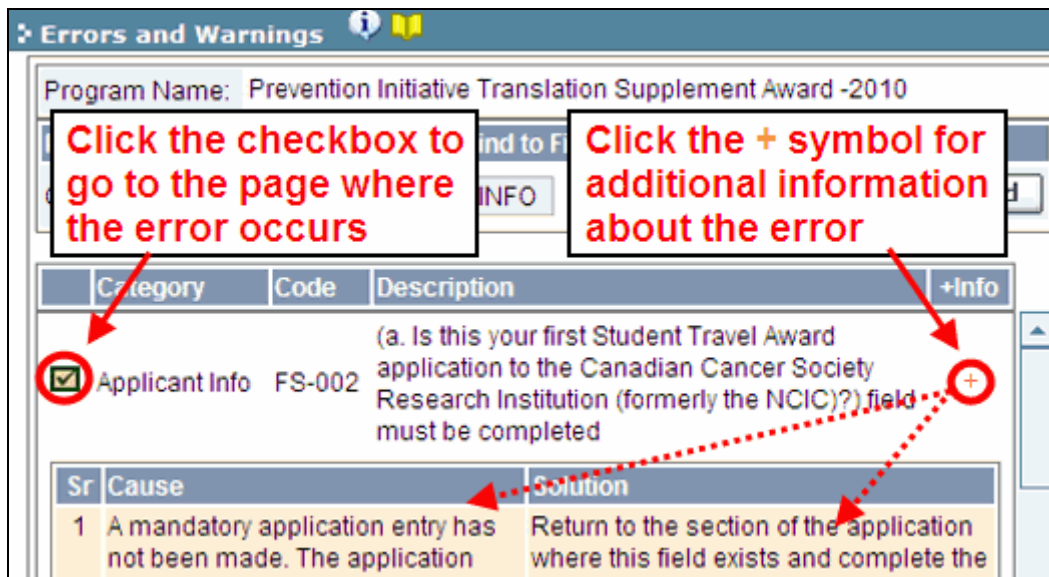 Errors and Warnings
Program Name: Prevention Initiative Translation Supplement Award -2010
Click the checkbox to
go to the page where
the error occurs
ind to Fi
INFO
Click the + symbol for
additional information
about the error
Category Code Description +Info
(a. Is this your first Student Travel Award
application to the Canadian Cancer Society
Research Institution (formerly the NCIC)?) field
must be completed
Applicant Info FS-002 +
Sr Cause Solution
1 A mandatory application entry has
not been made. The application
Return to the section of the application
where this field exists and complete the